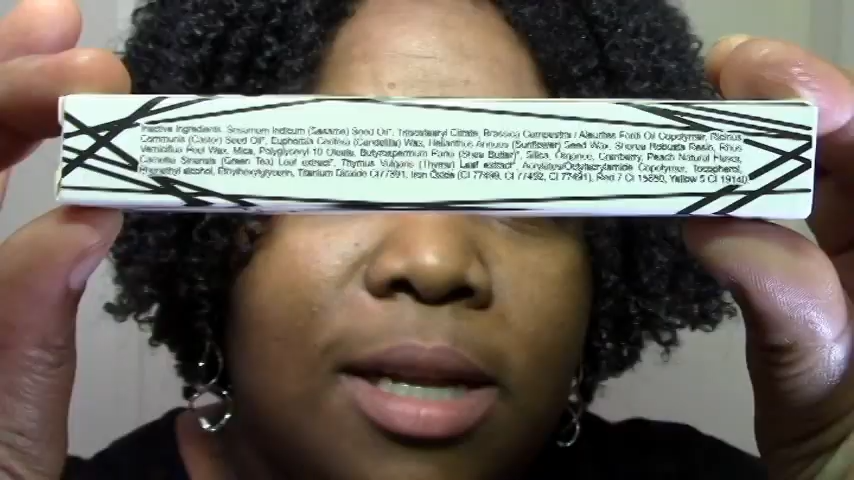 Inactive Ingredients: Sesamum Indicum (Sesame) Seed Oil*, Triisostearyl Citrate, Brassica Campestris / Aleurites Fordi Oil Copolymer, Ricinus
Communis (Castor) Seed Oil*, Euphorbia Cerifera (Candelilla) Wax, Helianthus Annuus (Sunflower) Seed Wax, Shorea Robusta Resin, Rhus
Verniciflua Peel Wax, Mica, Polyglyceryl 10 Oleate, Butyrospermum Parkii (Shea Butter)*, Silica, Organic, Cranberry, Peach Natural Flavor,
Camellia Sinensis (Green Tea) Leaf extract*, Thymus Vulgaris (Thyme) Leaf extract*, Acrylates/Octylacrylamide Copolymer, Tocopherol,
Phenethyl alcohol, Ethylhexylglycerin, Titanium Dioxide CI77891, Iron Oxide (CI 77499, CI 77492, CI 77491), Red 7 CI 15850, Yellow 5 CI 19140.